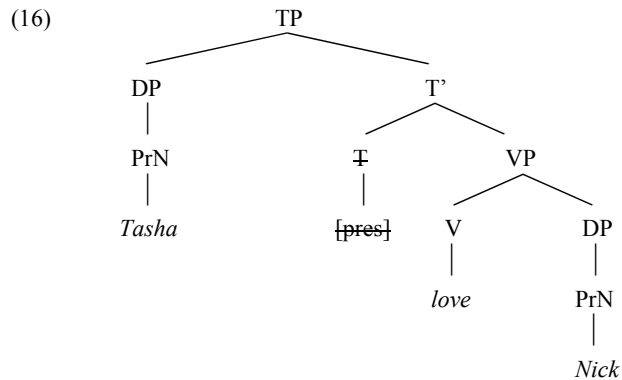 (16) TP
DP T’
PrN T VP
Tasha [pres] V DP
love PrN
Nick